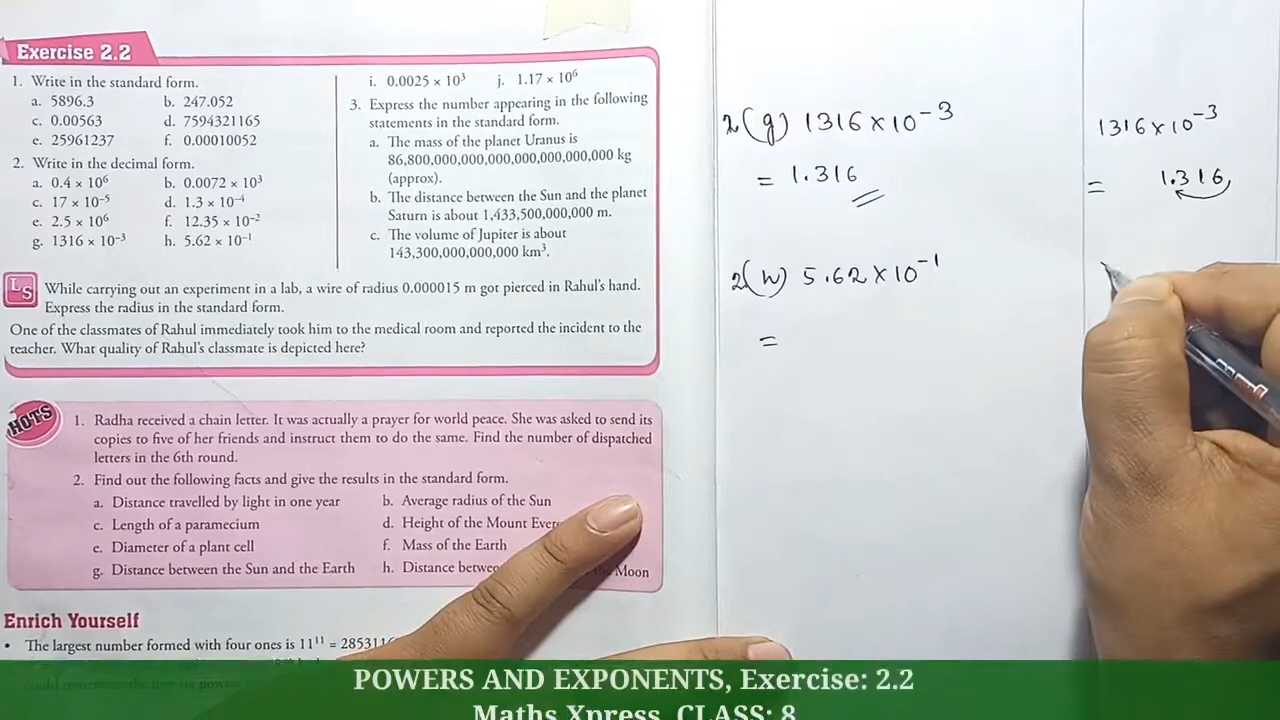 Exercise 2.2
1. Write in the standard form.
a. 5896.3 b. 247.052
c. 0.00563 d. 7594321165
e. 25961237 f. 0.00010052
2. Write in the decimal form.
a. 0.4 × 10⁶ b. 0.0072 × 10³
c. 17 × 10⁻⁵ d. 1.3 × 10⁻⁴
e. 2.5 × 10⁶ f. 12.35 × 10⁻²
g. 1316 × 10⁻³ h. 5.62 × 10⁻¹
i. 0.0025 × 10³ j. 1.17 × 10⁶
3. Express the number appearing in the following
statements in the standard form.
a. The mass of the planet Uranus is
86,800,000,000,000,000,000,000,000 kg
(approx).
b. The distance between the Sun and the planet
Saturn is about 1,433,500,000,000 m.
c. The volume of Jupiter is about
143,300,000,000,000 km³.
LS
While carrying out an experiment in a lab, a wire of radius 0.000015 m got pierced in Rahul's hand.
Express the radius in the standard form.
One of the classmates of Rahul immediately took him to the medical room and reported the incident to the
teacher. What quality of Rahul's classmate is depicted here?
HOTS
1. Radha received a chain letter. It was actually a prayer for world peace. She was asked to send its
copies to five of her friends and instruct them to do the same. Find the number of dispatched
letters in the 6th round.
2. Find out the following facts and give the results in the standard form.
a. Distance travelled by light in one year b. Average radius of the Sun
c. Length of a paramecium d. Height of the Mount
e. Diameter of a plant cell f. Mass of the Earth
g. Distance between the Sun and the Earth h. Distance Moon
Enrich Yourself
• The largest number formed with four ones is 11¹¹ =
2(g) 1316 × 10⁻³
= 1.316
2(h) 5.62 × 10⁻¹
=
1316 × 10⁻³
= 1.316
POWERS AND EXPONENTS, Exercise: 2.2
Maths Xpress, CLASS: 8